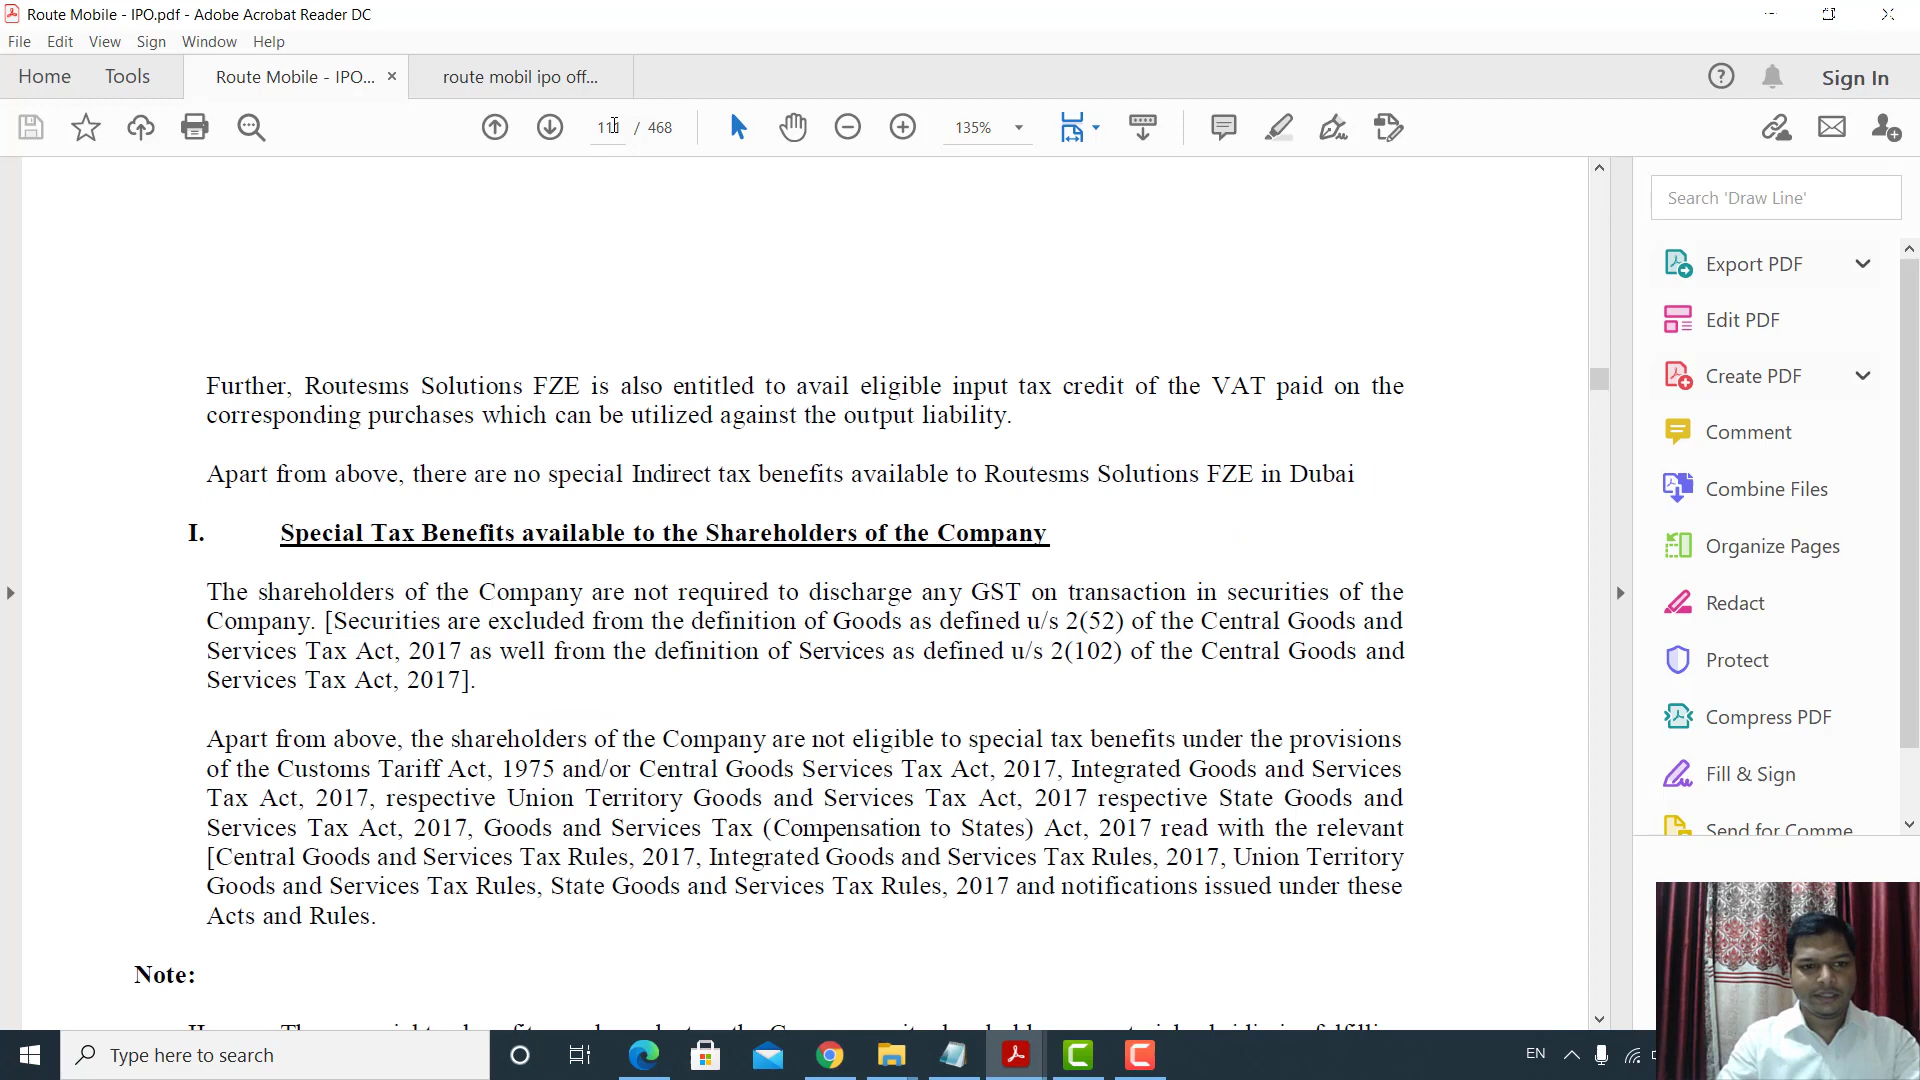 Route Mobile - IPO.pdf - Adobe Acrobat Reader DC
File Edit View Sign Window Help
Home Tools Route Mobile - IPO... × route mobil ipo off... Sign In
/ 468 135%
Search 'Draw Line'
Export PDF
Edit PDF
Create PDF
Comment
Combine Files
Organize Pages
Redact
Protect
Compress PDF
Fill & Sign
Send for Comme
Further, Routesms Solutions FZE is also entitled to avail eligible input tax credit of the VAT paid on the
corresponding purchases which can be utilized against the output liability.
Apart from above, there are no special Indirect tax benefits available to Routesms Solutions FZE in Dubai
I. Special Tax Benefits available to the Shareholders of the Company
The shareholders of the Company are not required to discharge any GST on transaction in securities of the
Company. [Securities are excluded from the definition of Goods as defined u/s 2(52) of the Central Goods and
Services Tax Act, 2017 as well from the definition of Services as defined u/s 2(102) of the Central Goods and
Services Tax Act, 2017].
Apart from above, the shareholders of the Company are not eligible to special tax benefits under the provisions
of the Customs Tariff Act, 1975 and/or Central Goods Services Tax Act, 2017, Integrated Goods and Services
Tax Act, 2017, respective Union Territory Goods and Services Tax Act, 2017 respective State Goods and
Services Tax Act, 2017, Goods and Services Tax (Compensation to States) Act, 2017 read with the relevant
[Central Goods and Services Tax Rules, 2017, Integrated Goods and Services Tax Rules, 2017, Union Territory
Goods and Services Tax Rules, State Goods and Services Tax Rules, 2017 and notifications issued under these
Acts and Rules.
Note:
Type here to search EN